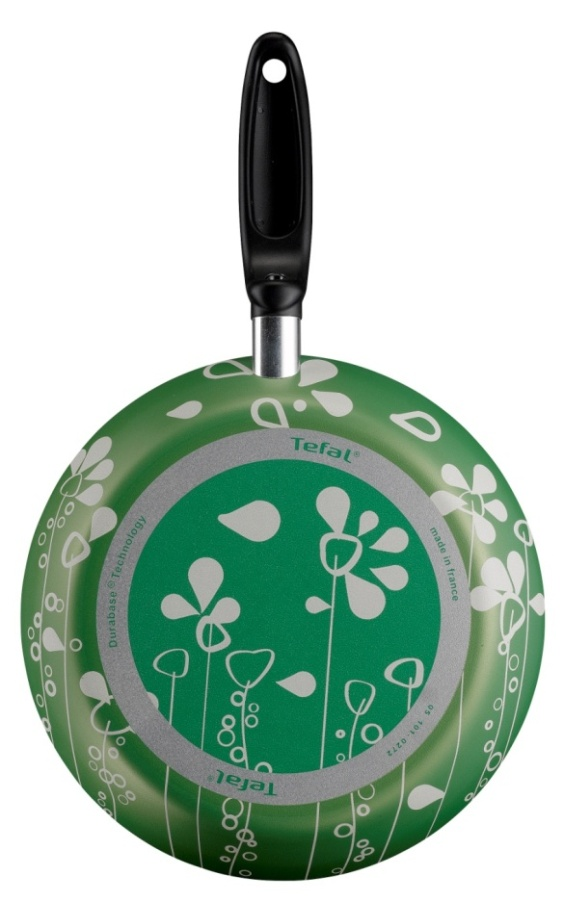 Tefal®
made in france
05 101-0272
Tefal®
Durabase® Technology